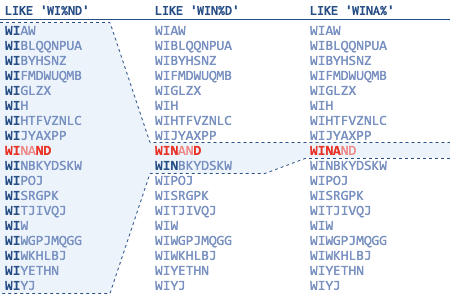 LIKE 'WI%ND' LIKE 'WIN%D' LIKE 'WINA%'
WIAW WIAW WIAW
WIBLQQNPUA WIBLQQNPUA WIBLQQNPUA
WIBYHSNZ WIBYHSNZ WIBYHSNZ
WIFMDWUQMB WIFMDWUQMB WIFMDWUQMB
WIGLZX WIGLZX WIGLZX
WIH WIH WIH
WIHTFVZNLC WIHTFVZNLC WIHTFVZNLC
WIJYAXPP WIJYAXPP WIJYAXPP
WINAND WINAND WINAND
WINBKYDSKW WINBKYDSKW WINBKYDSKW
WIPOJ WIPOJ WIPOJ
WISRGPK WISRGPK WISRGPK
WITJIVQJ WITJIVQJ WITJIVQJ
WIW WIW WIW
WIWGPJMQGG WIWGPJMQGG WIWGPJMQGG
WIWKHLBJ WIWKHLBJ WIWKHLBJ
WIYETHN WIYETHN WIYETHN
WIYJ WIYJ WIYJ